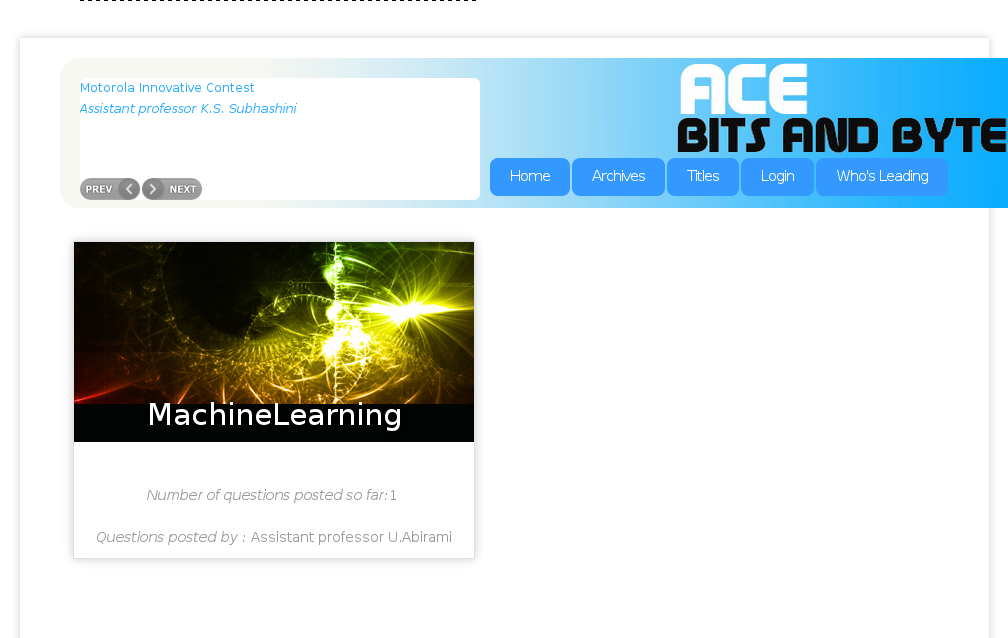 Motorola Innovative Contest
Assistant professor K.S. Subhashini
PREV NEXT
ACE
BITS AND BYTE
Home Archives Titles Login Who's Leading
MachineLearning
Number of questions posted so far:1
Questions posted by : Assistant professor U.Abirami